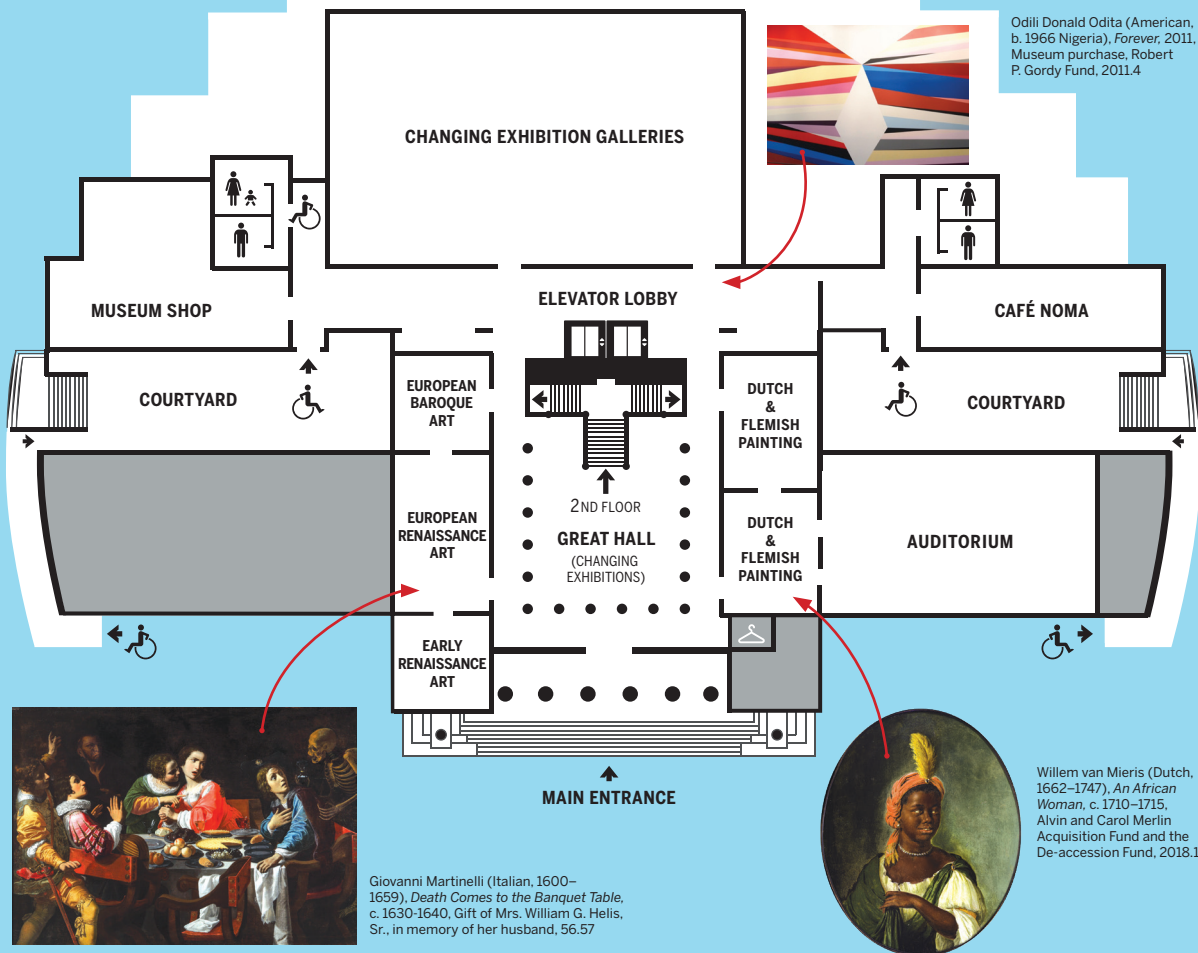 Odili Donald Odita (American,
b. 1966 Nigeria), Forever, 2011,
Museum purchase, Robert
P. Gordy Fund, 2011.4
CHANGING EXHIBITION GALLERIES
ELEVATOR LOBBY
MUSEUM SHOP
CAFÉ NOMA
COURTYARD
EUROPEAN
BAROQUE
ART
DUTCH
&
FLEMISH
PAINTING
COURTYARD
2ND FLOOR
EUROPEAN
RENAISSANCE
ART
GREAT HALL
(CHANGING
EXHIBITIONS)
DUTCH
&
FLEMISH
PAINTING
AUDITORIUM
EARLY
RENAISSANCE
ART
MAIN ENTRANCE
Willem van Mieris (Dutch,
1662–1747), An African
Woman, c. 1710–1715,
Alvin and Carol Merlin
Acquisition Fund and the
De-accession Fund, 2018.1
Giovanni Martinelli (Italian, 1600–
1659), Death Comes to the Banquet Table,
c. 1630-1640, Gift of Mrs. William G. Helis,
Sr., in memory of her husband, 56.57